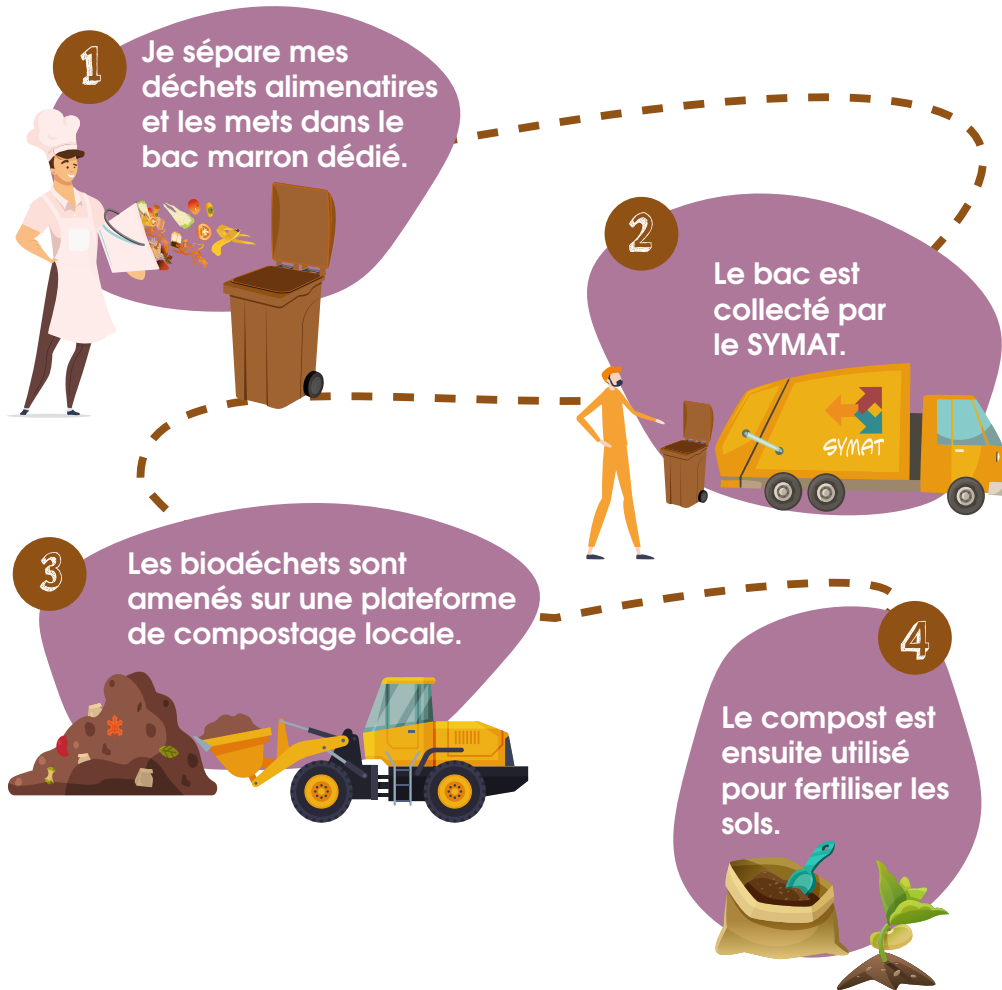 1
Je sépare mes
déchets alimenatires
et les mets dans le
bac marron dédié.
2
Le bac est
collecté par
le SYMAT.
SYMAT
3
Les biodéchets sont
amenés sur une plateforme
de compostage locale.
4
Le compost est
ensuite utilisé
pour fertiliser les
sols.